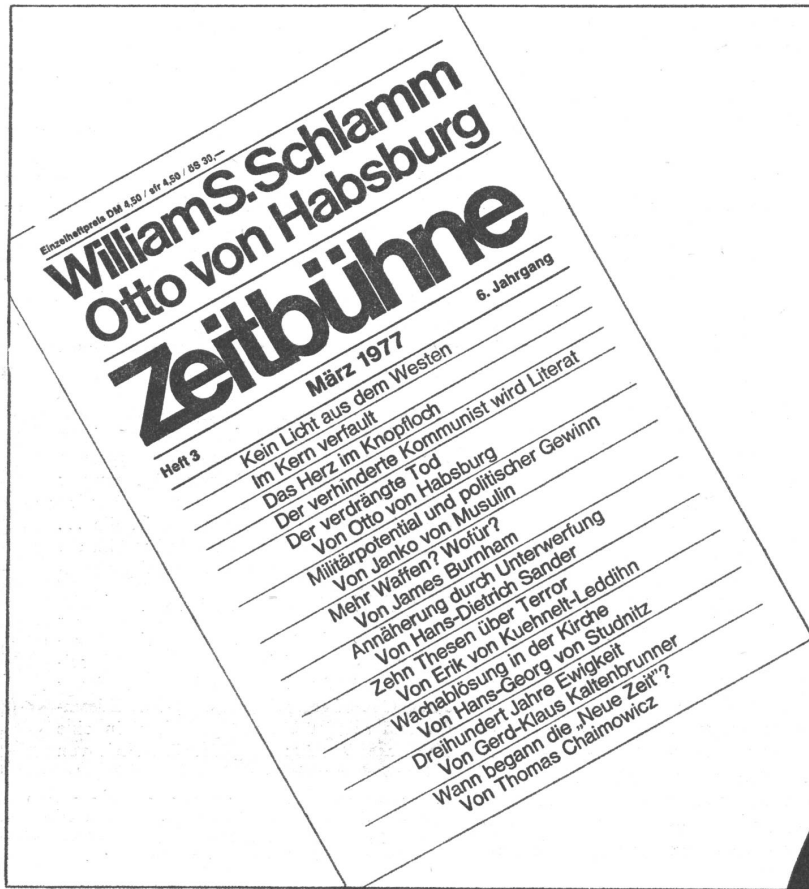 Einzelheftpreis DM 4,50 / sfr 4,50 / öS 30,—
William S. Schlamm
Otto von Habsburg
Zeitbühne
Heft 3
März 1977
6. Jahrgang
Kein Licht aus dem Westen
Im Kern verfault
Das Herz im Knopfloch
Der verhinderte Kommunist wird Literat
Der verdrängte Tod
Von Otto von Habsburg
Militärpotential und politischer Gewinn
Von Janko von Musulin
Mehr Waffen? Wofür?
Von James Burnham
Annäherung durch Unterwerfung
Von Hans-Dietrich Sander
Zehn Thesen über Terror
Von Erik von Kuehnelt-Leddihn
Wachablösung in der Kirche
Von Hans-Georg von Studnitz
Dreihundert Jahre Ewigkeit
Von Gerd-Klaus Kaltenbrunner
Wann begann die „Neue Zeit"?
Von Thomas Chaimowicz